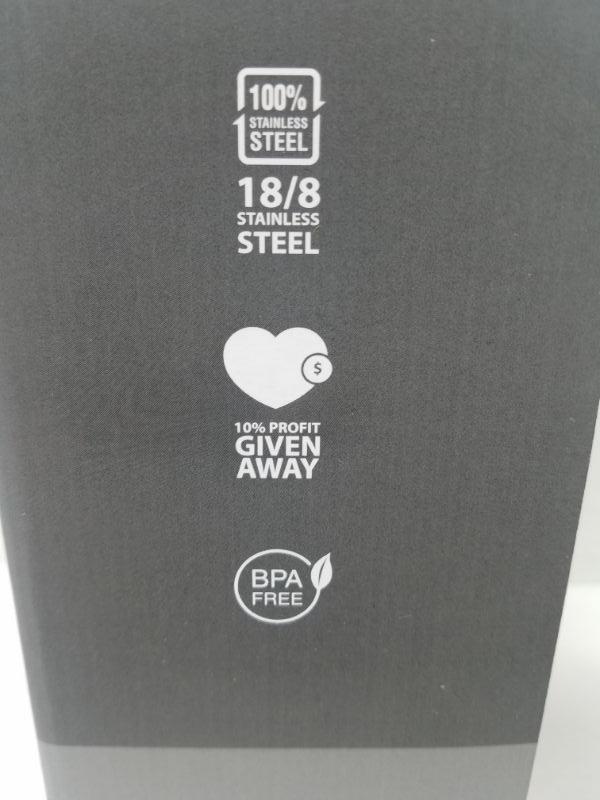 100%
STAINLESS
STEEL
18/8
STAINLESS
STEEL
$
10% PROFIT
GIVEN
AWAY
BPA
FREE